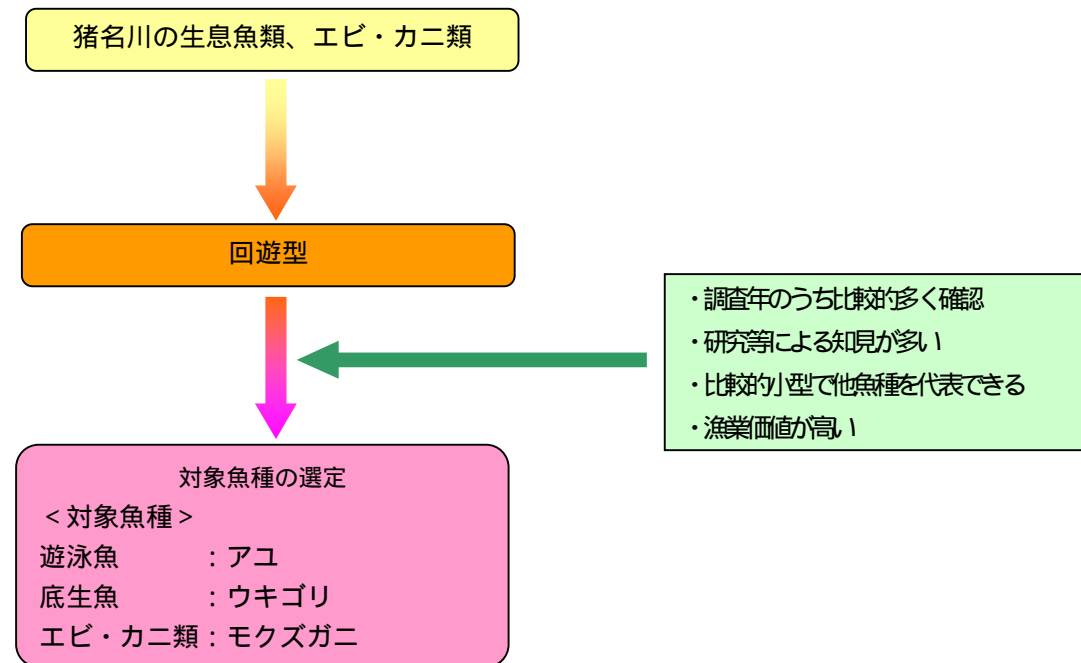 猪名川の生息魚類、エビ・カニ類
回遊型
・調査年のうち比較的多く確認
・研究等による知見が多い
・比較的小型で他魚種を代表できる
・漁業価値が高い
対象魚種の選定
＜対象魚種＞
遊泳魚　　　：アユ
底生魚　　　：ウキゴリ
エビ・カニ類：モクズガニ